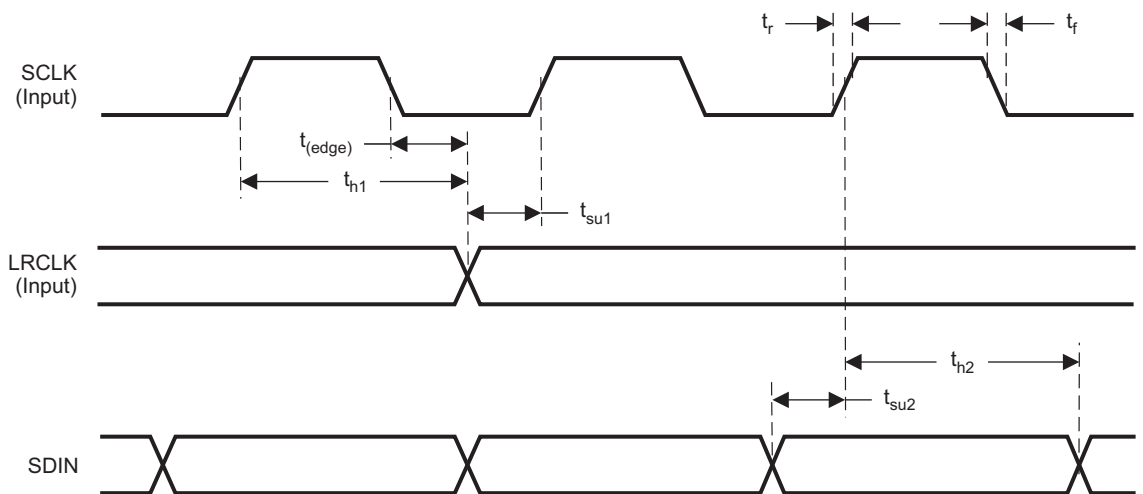 t_r
t_f
SCLK
(Input)
t_(edge)
t_h1
t_su1
LRCLK
(Input)
t_h2
t_su2
SDIN